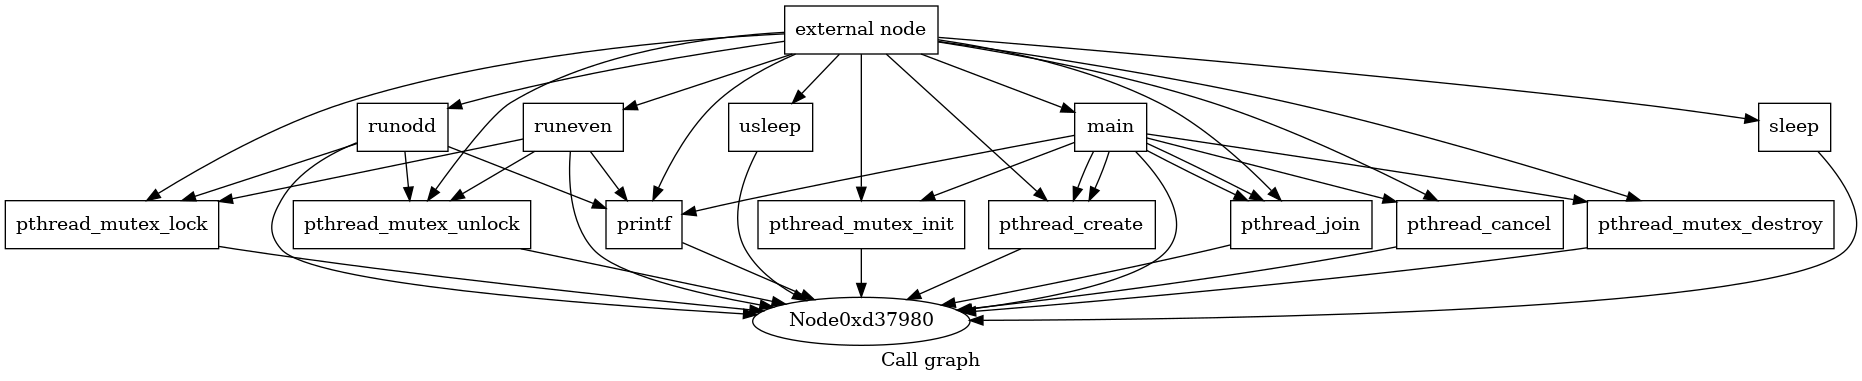 external node
runodd
runeven
usleep
main
sleep
pthread_mutex_lock
pthread_mutex_unlock
printf
pthread_mutex_init
pthread_create
pthread_join
pthread_cancel
pthread_mutex_destroy
Node0xd37980
Call graph